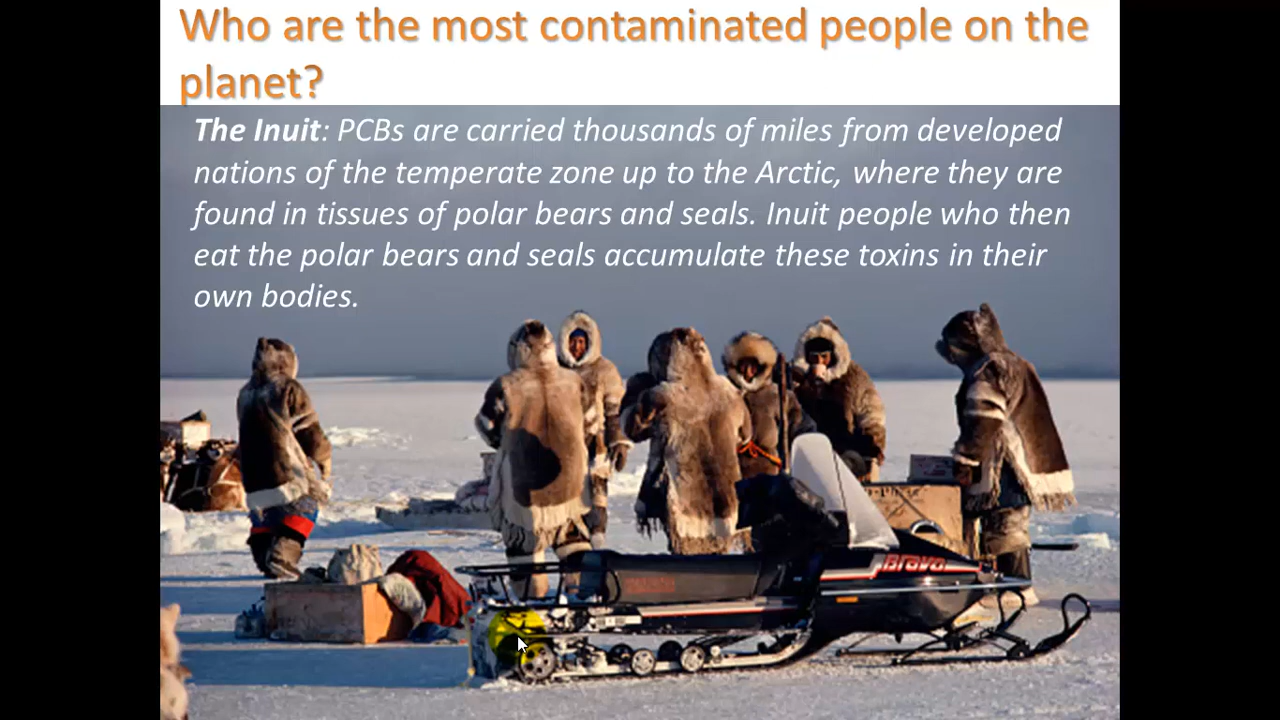 Who are the most contaminated people on the
planet?
The Inuit: PCBs are carried thousands of miles from developed
nations of the temperate zone up to the Arctic, where they are
found in tissues of polar bears and seals. Inuit people who then
eat the polar bears and seals accumulate these toxins in their
own bodies.
Bravo